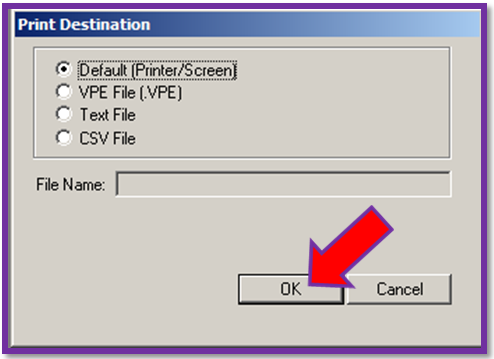 Print Destination
Default (Printer/Screen)
VPE File (.VPE)
Text File
CSV File
File Name:
OK
Cancel